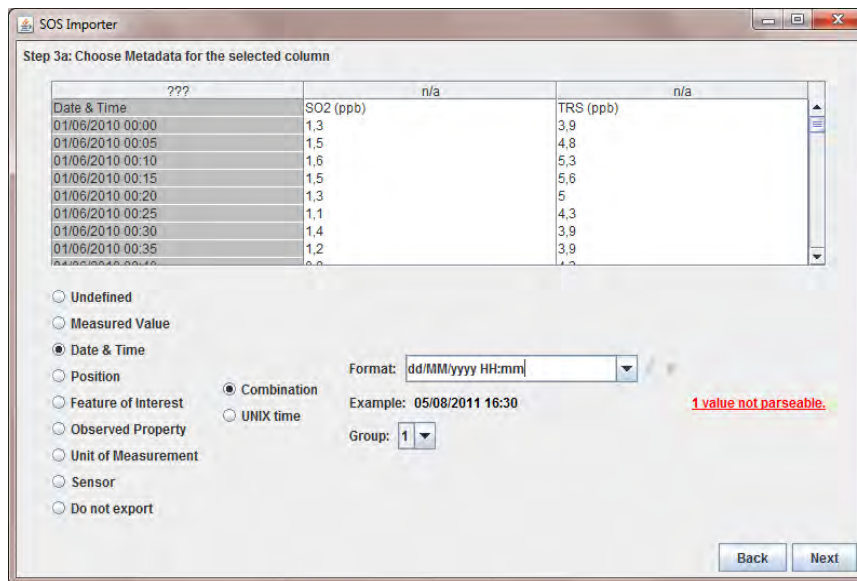 SOS Importer
Step 3a: Choose Metadata for the selected column
??? n/a n/a
Date & Time SO2 (ppb) TRS (ppb)
01/06/2010 00:00 1,3 3,9
01/06/2010 00:05 1,5 4,8
01/06/2010 00:10 1,6 5,3
01/06/2010 00:15 1,5 5,6
01/06/2010 00:20 1,3 5
01/06/2010 00:25 1,1 4,3
01/06/2010 00:30 1,4 3,9
01/06/2010 00:35 1,2 3,9
Undefined
Measured Value
Date & Time
Position
Feature of Interest
Observed Property
Unit of Measurement
Sensor
Do not export
Combination
UNIX time
Format: dd/MM/yyyy HH:mm
Example: 05/08/2011 16:30
Group: 1
1 value not parseable.
Back Next